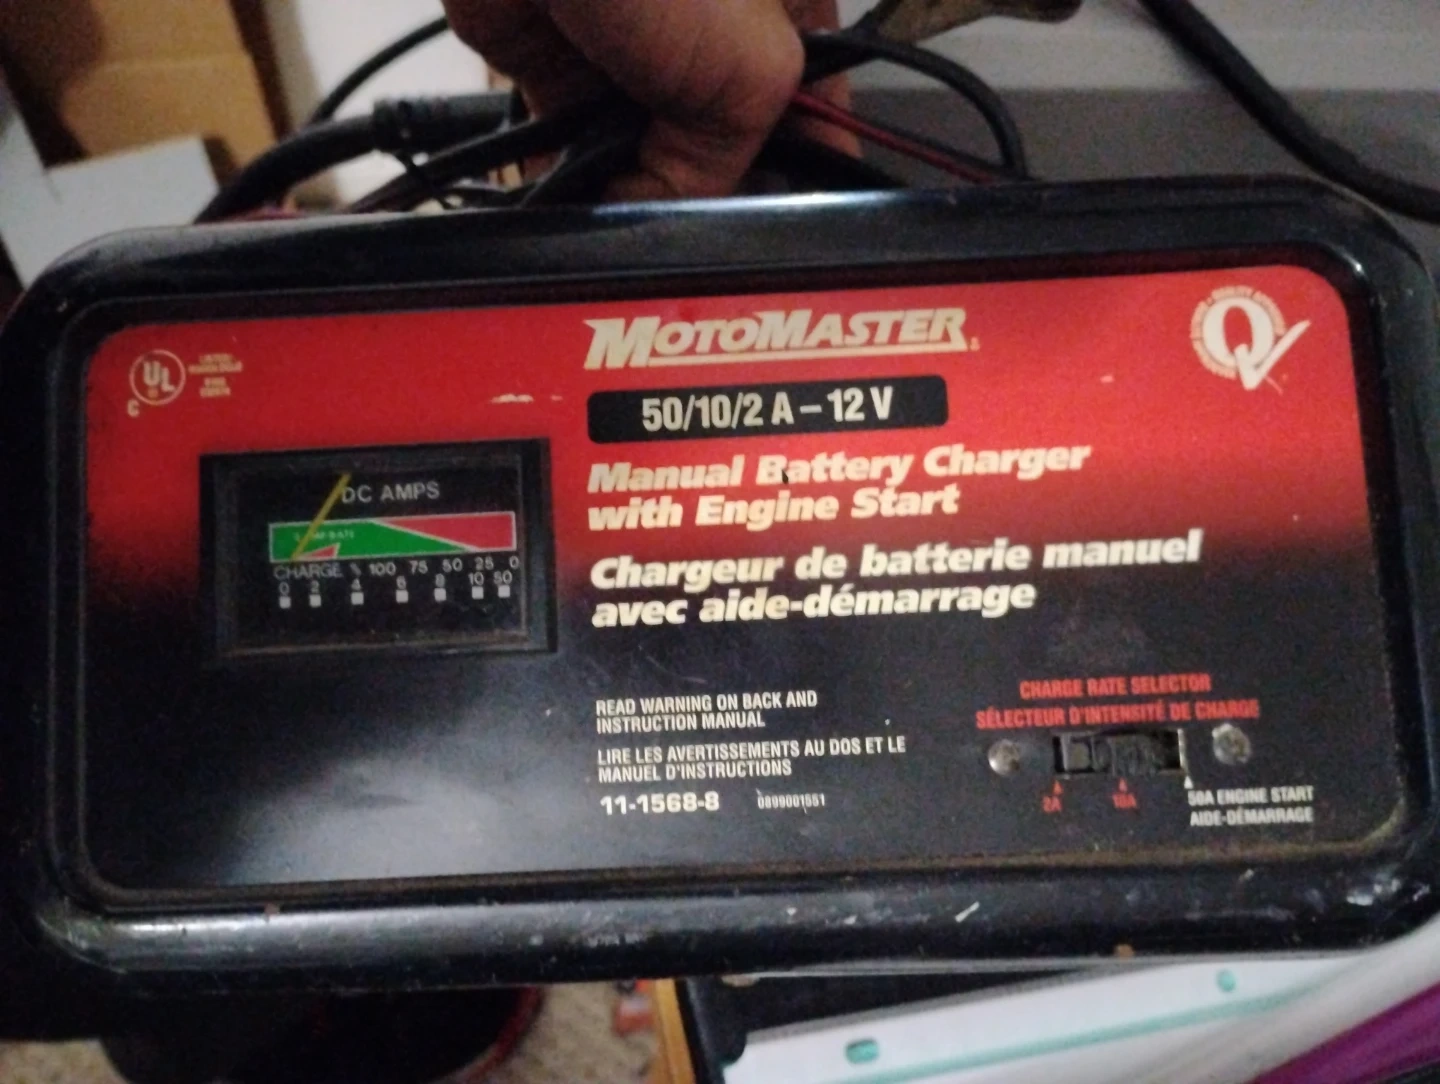 MOTOMASTER
50/10/2 A – 12 V
Manual Battery Charger
with Engine Start
Chargeur de batterie manuel
avec aide-démarrage
UL
C
Q
DC AMPS
CHARGE % 100 75 50 25 0
0 2 4 6 8 10 50
READ WARNING ON BACK AND
INSTRUCTION MANUAL
LIRE LES AVERTISSEMENTS AU DOS ET LE
MANUEL D'INSTRUCTIONS
11-1568-8 0899001551
CHARGE RATE SELECTOR
SÉLECTEUR D'INTENSITÉ DE CHARGE
2A 10A 50A ENGINE START
AIDE-DÉMARRAGE